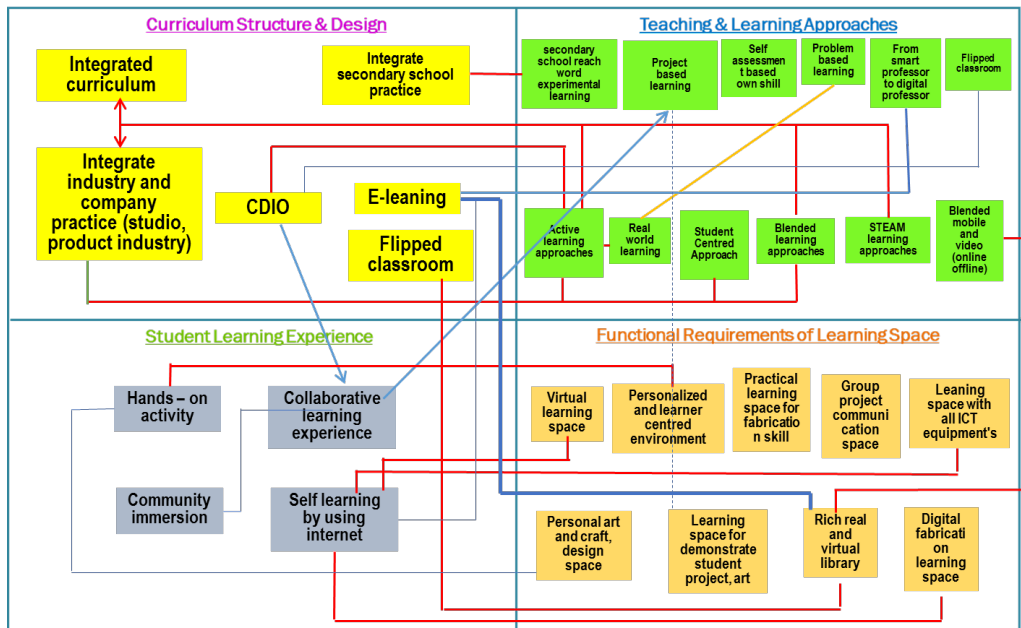 Curriculum Structure & Design
Integrated
curriculum
Integrate
secondary school
practice
Integrate
industry and
company
practice (studio,
product industry)
CDIO
E-leaning
Flipped
classroom
Teaching & Learning Approaches
secondary
school reach
word
experimental
learning
Project
based
learning
Self
assessmen
t based
own shill
Problem
based
learning
From
smart
professor
to digital
professor
Flipped
classroom
Active
learning
approaches
Real
world
learning
Student
Centred
Approach
Blended
learning
approaches
STEAM
learning
approaches
Blended
mobile
and
video
(online
offline)
Student Learning Experience
Hands – on
activity
Collaborative
learning
experience
Community
immersion
Self learning
by using
internet
Functional Requirements of Learning Space
Virtual
learning
space
Personalized
and learner
centred
environment
Practical
learning
space for
fabricatio
n skill
Group
project
communi
cation
space
Leaning
space with
all ICT
equipment's
Personal art
and craft,
design
space
Learning
space for
demonstrate
student
project, art
Rich real
and
virtual
library
Digital
fabricati
on
learning
space